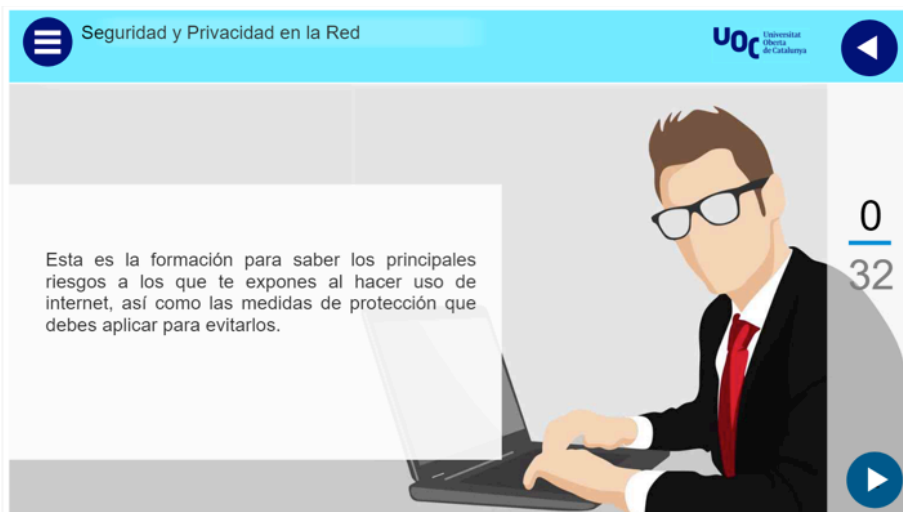 Seguridad y Privacidad en la Red
UOC Universitat
Oberta
de Catalunya
Esta es la formación para saber los principales
riesgos a los que te expones al hacer uso de
internet, así como las medidas de protección que
debes aplicar para evitarlos.
0
32